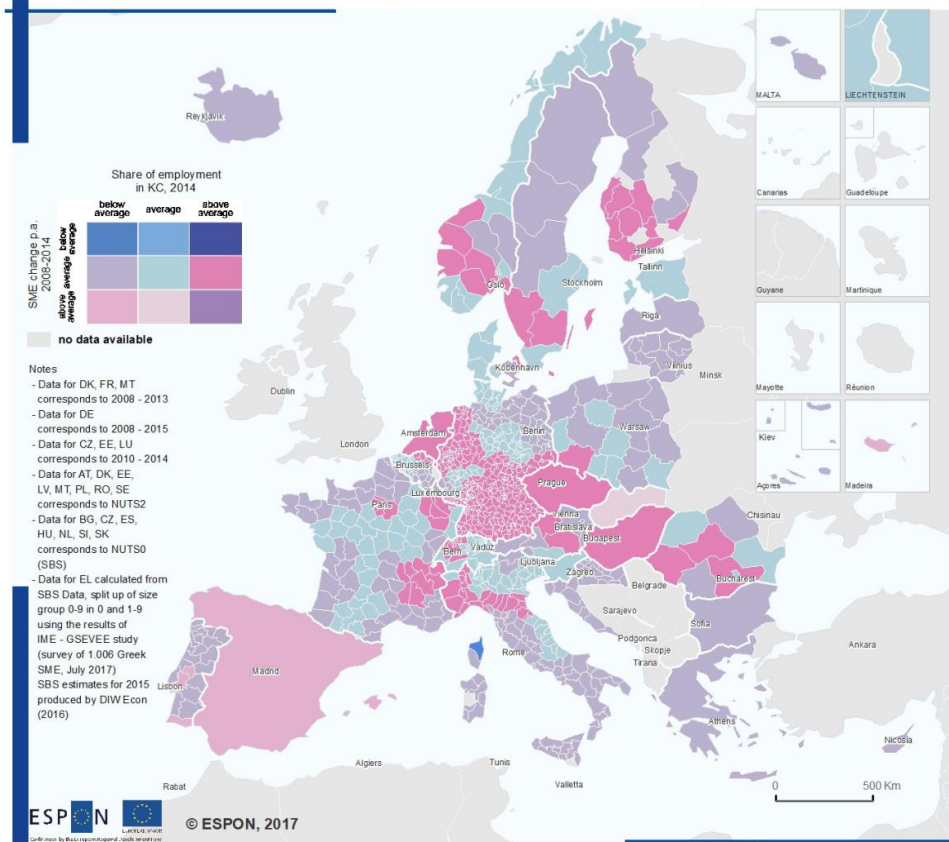 Reykjavik
MALTA
LIECHTENSTEIN
Canarias
Guadeloupe
Guyane
Martinique
Mayotte
Réunion
Kiev
Açores
Madeira
Share of employment
in KC, 2014
below average
average
above average
SME change p.a.
2008-2014
below average
average
above average
no data available
Notes
- Data for DK, FR, MT
corresponds to 2008 - 2013
- Data for DE
corresponds to 2008 - 2015
- Data for CZ, EE, LU
corresponds to 2010 - 2014
- Data for AT, DK, EE,
LV, MT, PL, RO, SE
corresponds to NUTS2
- Data for BG, CZ, ES,
HU, NL, SI, SK
corresponds to NUTS0
(SBS)
- Data for EL calculated from
SBS Data, split up of size
group 0-9 in 0 and 1-9
using the results of
IME - GSEVEE study
(survey of 1.006 Greek
SME, July 2017)
SBS estimates for 2015
produced by DIW Econ
(2016)
Helsinki
Tallinn
Oslo
Stockholm
Riga
København
Vilnius
Minsk
Dublin
London
Amsterdam
Berlin
Warsaw
Brussels
Luxembourg
Prague
Paris
Vienna
Bratislava
Budapest
Chisinau
Bern
Vaduz
Ljubljana
Zagreb
Belgrade
Bucharest
Sarajevo
Sofia
Podgorica
Skopje
Tirana
Rome
Ankara
Madrid
Lisbon
Athens
Nicosia
Algiers
Tunis
Valletta
Rabat
0 500 Km
ESPON
© ESPON, 2017